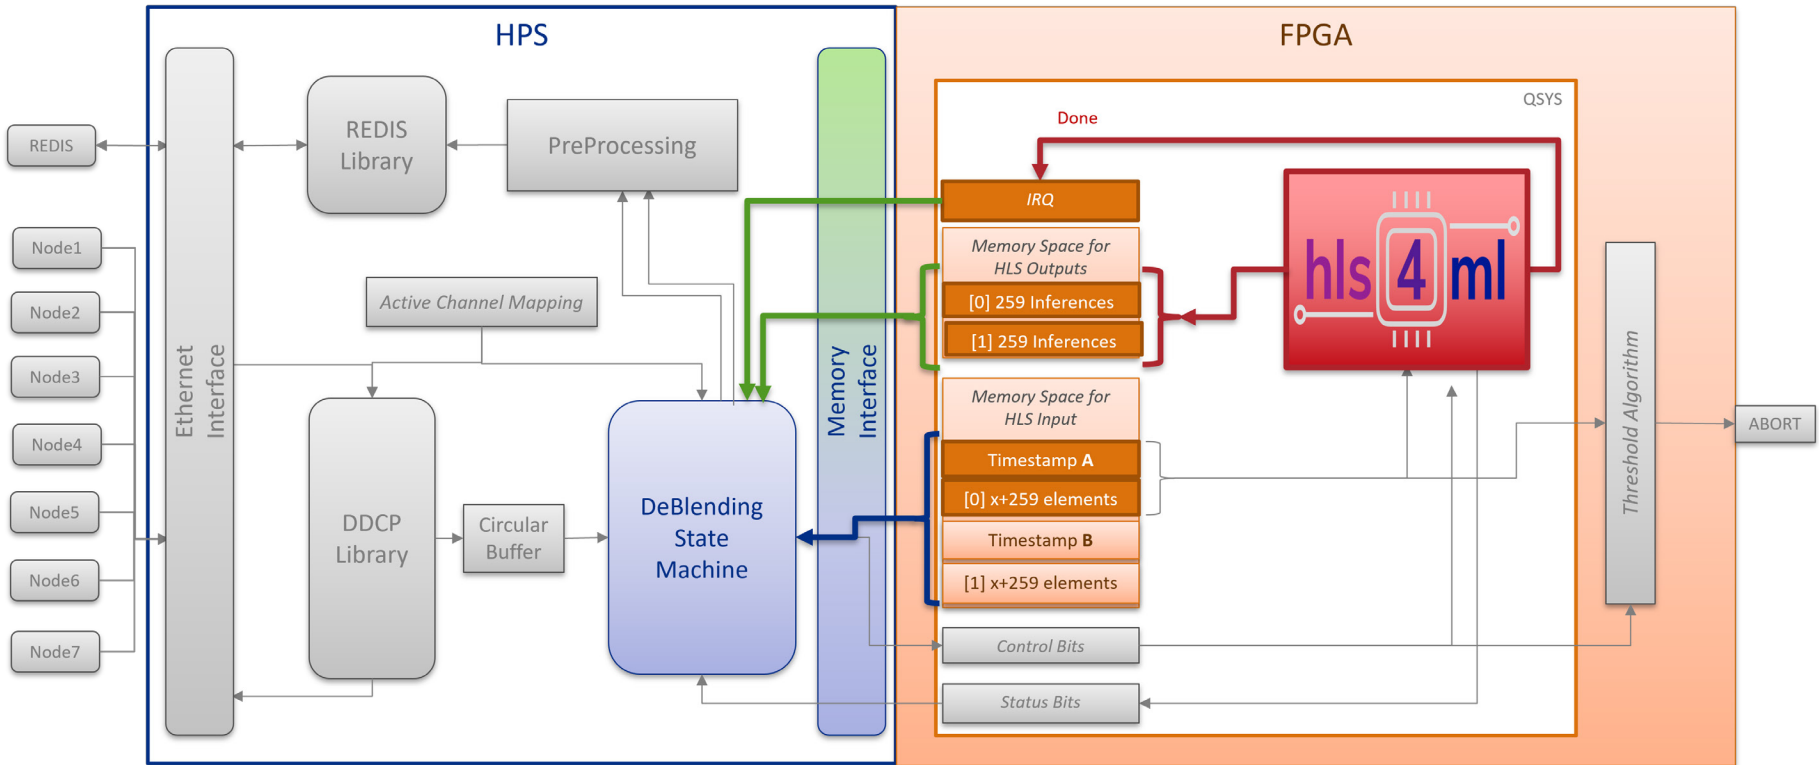 HPS
FPGA
QSYS
Done
REDIS
REDIS
Library
PreProcessing
IRQ
Memory Space for
HLS Outputs
[0] 259 Inferences
[1] 259 Inferences
hls
4
ml
Node1
Node2
Node3
Node4
Node5
Node6
Node7
Ethernet
Interface
Active Channel Mapping
Memory
Interface
DDCP
Library
Circular
Buffer
DeBlending
State
Machine
Memory Space for
HLS Input
Timestamp A
[0] x+259 elements
Timestamp B
[1] x+259 elements
Control Bits
Status Bits
Threshold Algorithm
ABORT